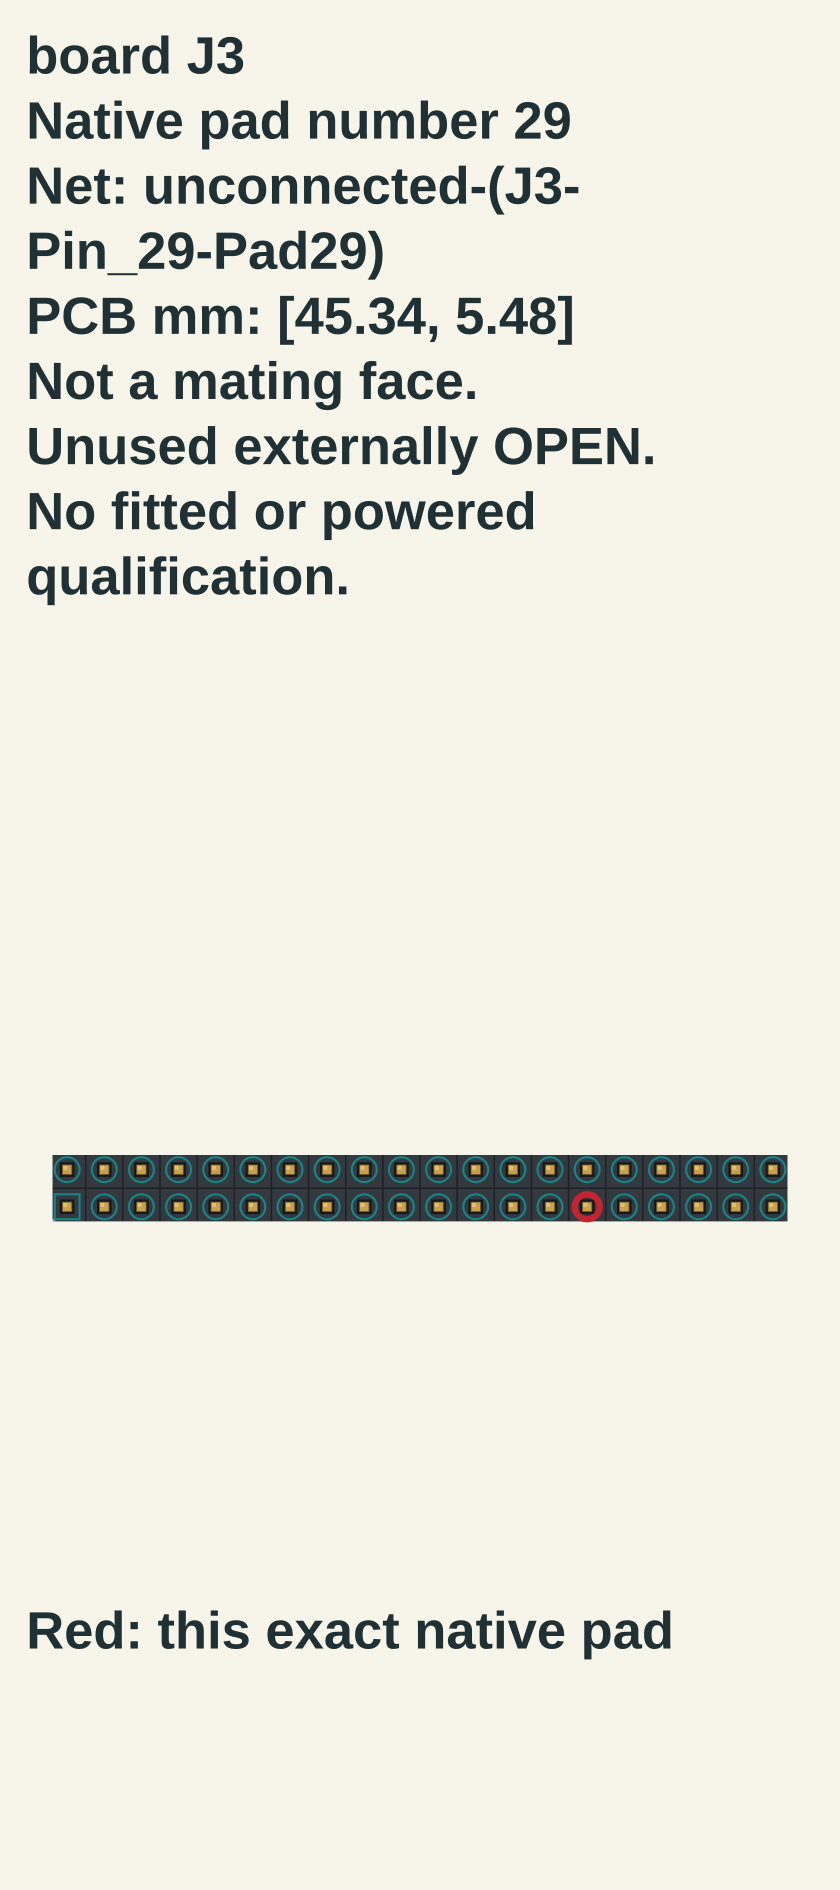 board J3
Native pad number 29
Net: unconnected-(J3-
Pin_29-Pad29)
PCB mm: [45.34, 5.48]
Not a mating face.
Unused externally OPEN.
No fitted or powered
qualification.
Red: this exact native pad